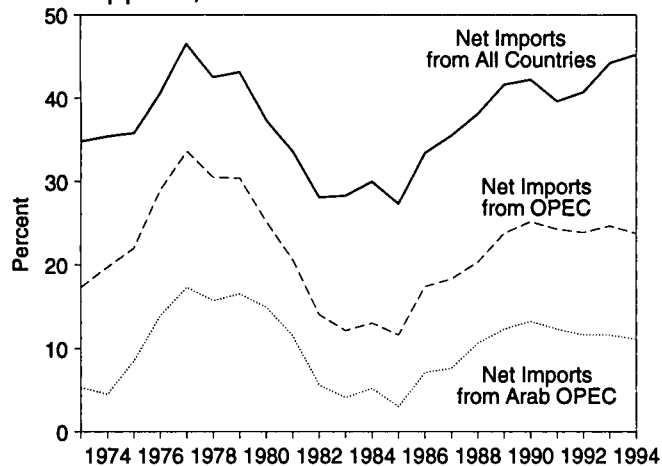 50
Net Imports
from All Countries
40
30
Net Imports
from OPEC
Percent
20
10
Net Imports
from Arab OPEC
0
1974 1976 1978 1980 1982 1984 1986 1988 1990 1992 1994